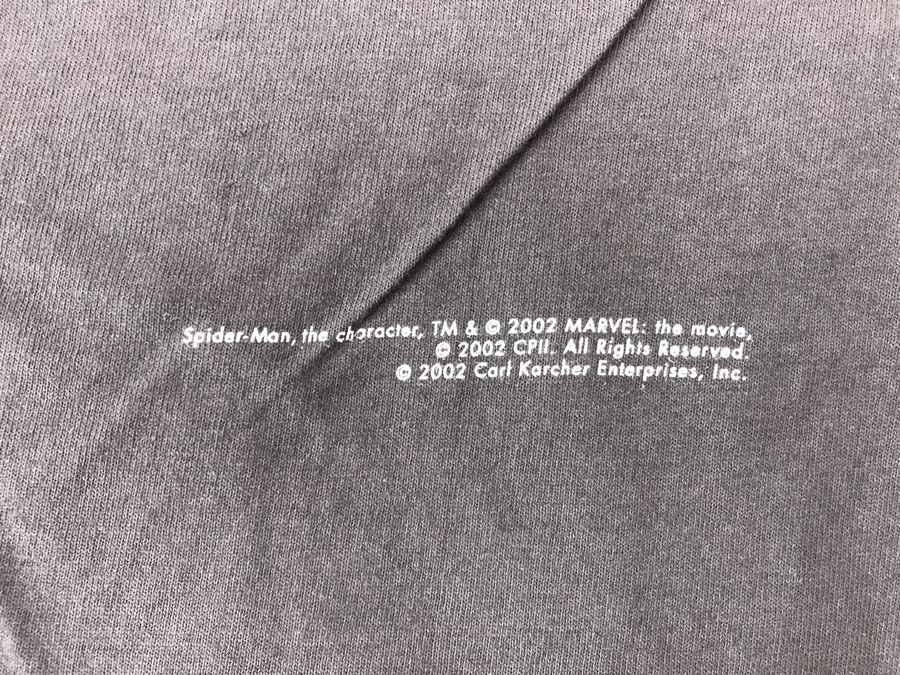 Spider-Man, the character, TM & © 2002 MARVEL: the movie,
© 2002 CPII. All Rights Reserved.
© 2002 Carl Karcher Enterprises, Inc.